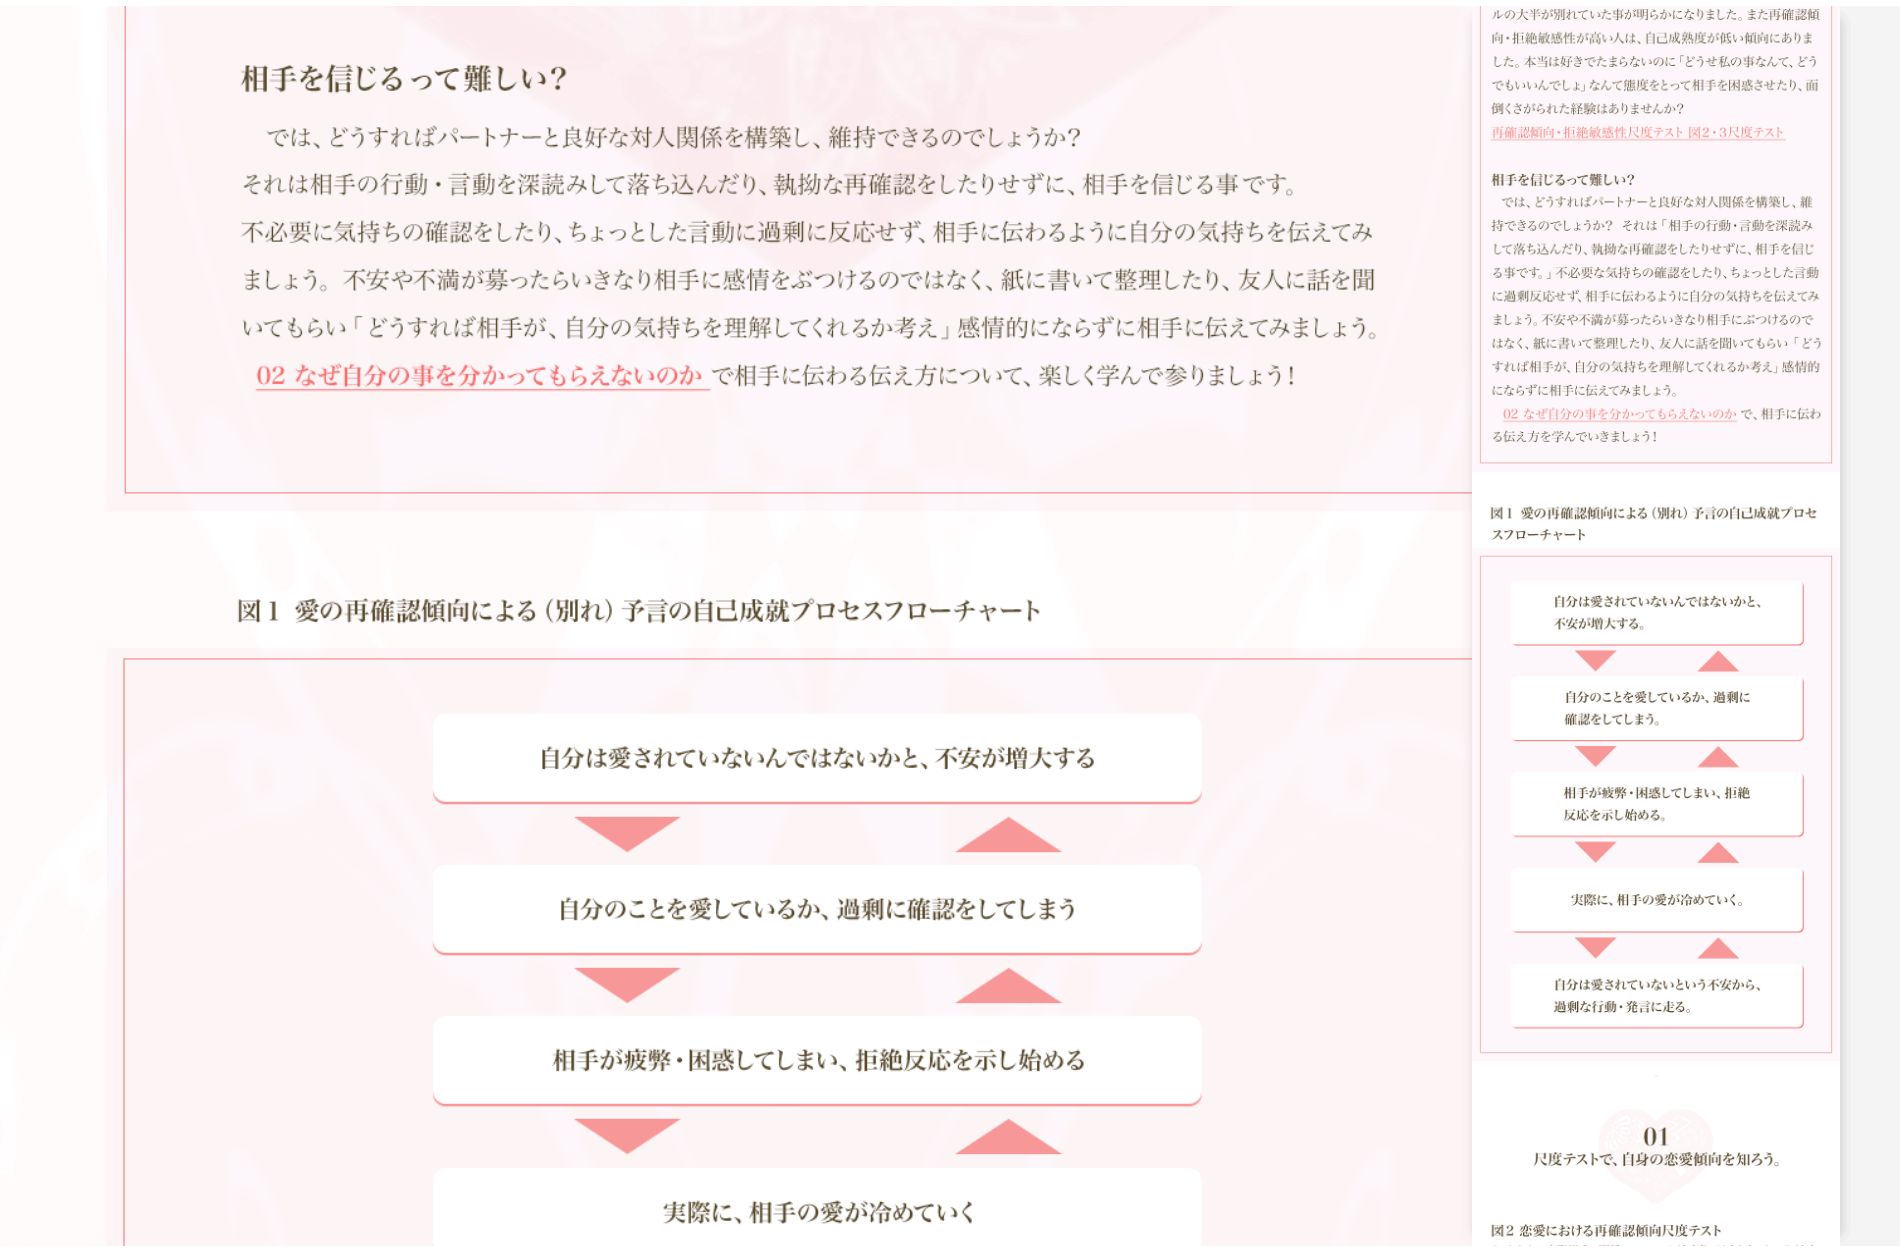 相手を信じるって難しい？
では、どうすればパートナーと良好な対人関係を構築し、維持できるのでしょうか？
それは相手の行動・言動を深読みして落ち込んだり、執拗な再確認をしたりせずに、相手を信じる事です。
不必要に気持ちの確認をしたり、ちょっとした言動に過剰に反応せず、相手に伝わるように自分の気持ちを伝えてみ
ましょう。不安や不満が募ったらいきなり相手に感情をぶつけるのではなく、紙に書いて整理したり、友人に話を聞
いてもらい「どうすれば相手が、自分の気持ちを理解してくれるか考え」感情的にならずに相手に伝えてみましょう。
02 なぜ自分の事を分かってもらえないのか で相手に伝わる伝え方について、楽しく学んで参りましょう！
図１ 愛の再確認傾向による（別れ）予言の自己成就プロセスフローチャート
自分は愛されていないんではないかと、不安が増大する
自分のことを愛しているか、過剰に確認をしてしまう
相手が疲弊・困惑してしまい、拒絶反応を示し始める
実際に、相手の愛が冷めていく
ルの大半が別れていた事が明らかになりました。また再確認傾
向・拒絶敏感性が高い人は、自己成熟度が低い傾向にありま
した。本当は好きでたまらないのに「どうせ私の事なんて、どう
でもいいんでしょ」なんて態度をとって相手を困惑させたり、面
倒くさがられた経験はありませんか？
再確認傾向・拒絶敏感性尺度テスト 図2・3尺度テスト
相手を信じるって難しい？
では、どうすればパートナーと良好な対人関係を構築し、維
持できるのでしょうか？ それは「相手の行動・言動を深読み
して落ち込んだり、執拗な再確認をしたりせずに、相手を信じ
る事です。」不必要な気持ちの確認をしたり、ちょっとした言動
に過剰反応せず、相手に伝わるように自分の気持ちを伝えてみ
ましょう。不安や不満が募ったらいきなり相手にぶつけるので
はなく、紙に書いて整理したり、友人に話を聞いてもらい「どう
すれば相手が、自分の気持ちを理解してくれるか考え」感情的
にならずに相手に伝えてみましょう。
02 なぜ自分の事を分かってもらえないのか で、相手に伝わ
る伝え方を学んでいきましょう！
図１ 愛の再確認傾向による（別れ）予言の自己成就プロセ
スフローチャート
自分は愛されていないんではないかと、
不安が増大する。
自分のことを愛しているか、過剰に
確認をしてしまう。
相手が疲弊・困惑してしまい、拒絶
反応を示し始める。
実際に、相手の愛が冷めていく。
自分は愛されていないという不安から、
過剰な行動・発言に走る。
01
尺度テストで、自身の恋愛傾向を知ろう。
図２ 恋愛における再確認傾向尺度テスト